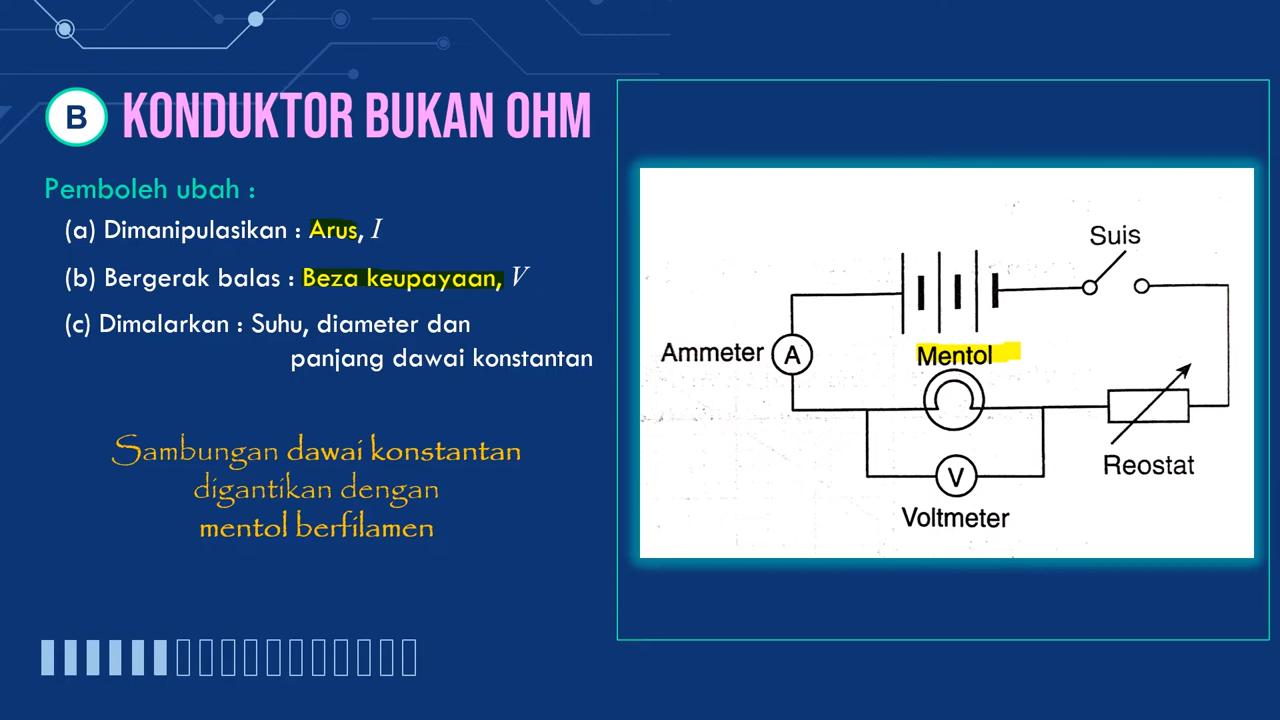 B KONDUKTOR BUKAN OHM
Pemboleh ubah :
(a) Dimanipulasikan : Arus, I
(b) Bergerak balas : Beza keupayaan, V
(c) Dimalarkan : Suhu, diameter dan
panjang dawai konstantan
Sambungan dawai konstantan
digantikan dengan
mentol berfilamen
Suis
Ammeter A
Mentol
Reostat
V
Voltmeter